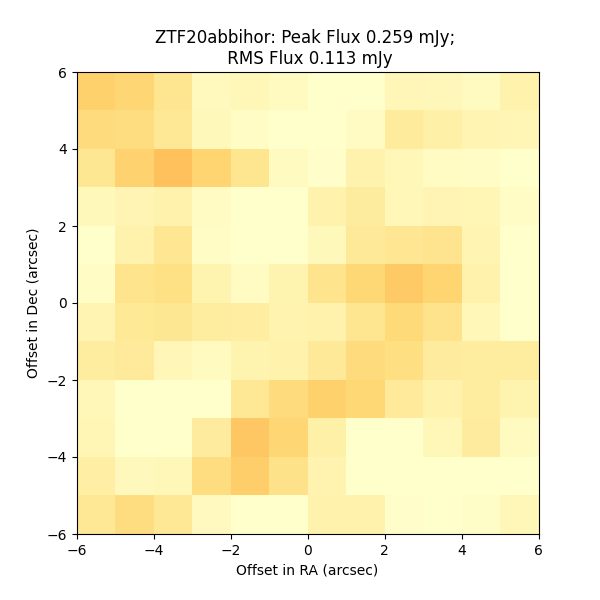 ZTF20abbihor: Peak Flux 0.259 mJy;
RMS Flux 0.113 mJy
6
4
2
0
−2
−4
−6
Offset in Dec (arcsec)
−6 −4 −2 0 2 4 6
Offset in RA (arcsec)